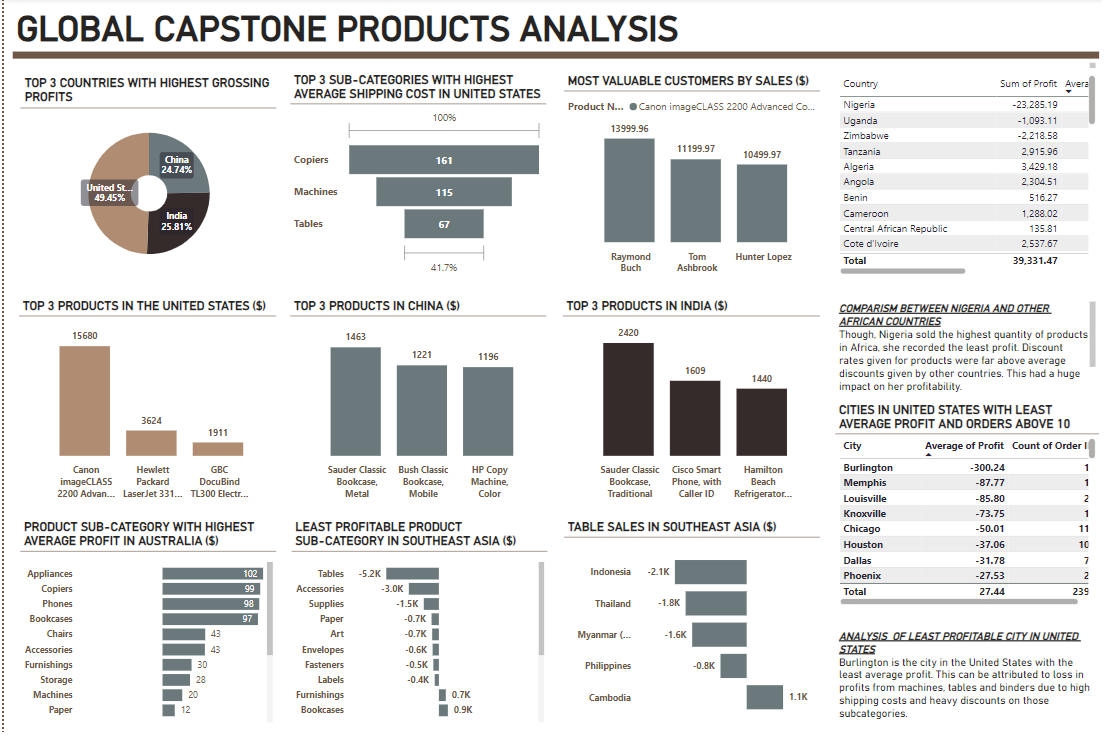 GLOBAL CAPSTONE PRODUCTS ANALYSIS
TOP 3 COUNTRIES WITH HIGHEST GROSSING
PROFITS
China
24.74%
United St...
49.45%
India
25.81%
TOP 3 SUB-CATEGORIES WITH HIGHEST
AVERAGE SHIPPING COST IN UNITED STATES
100%
Copiers 161
Machines 115
Tables 67
41.7%
MOST VALUABLE CUSTOMERS BY SALES ($)
Product N... Canon imageCLASS 2200 Advanced Co...
13999.96
11199.97
10499.97
Raymond
Buch
Tom
Ashbrook
Hunter Lopez
Country Sum of Profit Avera
Nigeria -23,285.19
Uganda -1,093.11
Zimbabwe -2,218.58
Tanzania 2,915.96
Algeria 3,429.18
Angola 2,304.51
Benin 516.27
Cameroon 1,288.02
Central African Republic 135.81
Cote d'Ivoire 2,537.67
Total 39,331.47
TOP 3 PRODUCTS IN THE UNITED STATES ($)
15680
3624
1911
Canon
imageCLASS
2200 Advan...
Hewlett
Packard
LaserJet 331...
GBC
DocuBind
TL300 Electr...
TOP 3 PRODUCTS IN CHINA ($)
1463
1221
1196
Sauder Classic
Bookcase,
Metal
Bush Classic
Bookcase,
Mobile
HP Copy
Machine,
Color
TOP 3 PRODUCTS IN INDIA ($)
2420
1609
1440
Sauder Classic
Bookcase,
Traditional
Cisco Smart
Phone, with
Caller ID
Hamilton
Beach
Refrigerator...
COMPARISM BETWEEN NIGERIA AND OTHER
AFRICAN COUNTRIES
Though, Nigeria sold the highest quantity of products
in Africa, she recorded the least profit. Discount
rates given for products were far above average
discounts given by other countries. This had a huge
impact on her profitability.
CITIES IN UNITED STATES WITH LEAST
AVERAGE PROFIT AND ORDERS ABOVE 10
City Average of Profit Count of Order I
Burlington -300.24 1
Memphis -87.77 1
Louisville -85.80 2
Knoxville -73.75 1
Chicago -50.01 11
Houston -37.06 10
Dallas -31.78 7
Phoenix -27.53 2
Total 27.44 239
PRODUCT SUB-CATEGORY WITH HIGHEST
AVERAGE PROFIT IN AUSTRALIA ($)
Appliances 102
Copiers 99
Phones 98
Bookcases 97
Chairs 43
Accessories 43
Furnishings 30
Storage 28
Machines 20
Paper 12
LEAST PROFITABLE PRODUCT
SUB-CATEGORY IN SOUTHEAST ASIA ($)
Tables -5.2K
Accessories -3.0K
Supplies -1.5K
Paper -0.7K
Art -0.7K
Envelopes -0.6K
Fasteners -0.5K
Labels -0.4K
Furnishings 0.7K
Bookcases 0.9K
TABLE SALES IN SOUTHEAST ASIA ($)
Indonesia -2.1K
Thailand -1.8K
Myanmar (... -1.6K
Philippines -0.8K
Cambodia 1.1K
ANALYSIS OF LEAST PROFITABLE CITY IN UNITED
STATES
Burlington is the city in the United States with the
least average profit. This can be attributed to loss in
profits from machines, tables and binders due to high
shipping costs and heavy discounts on those
subcategories.